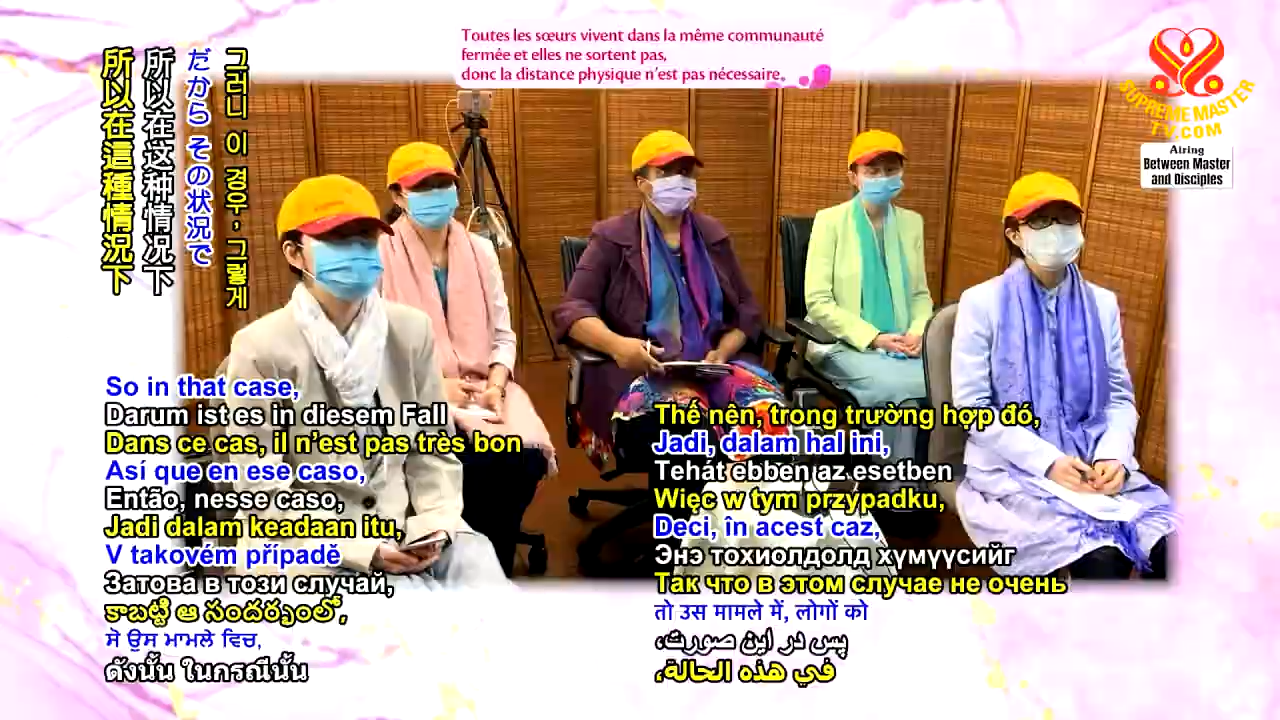 Toutes les sœurs vivent dans la même communauté
fermée et elles ne sortent pas,
donc la distance physique n'est pas nécessaire.
SUPREME MASTER
TV.COM
Airing
Between Master
and Disciples
그러니 이 경우, 그렇게
だから その状況で
所以在这种情况下
所以在這種情況下
So in that case,
Darum ist es in diesem Fall
Dans ce cas, il n'est pas très bon
Así que en ese caso,
Então, nesse caso,
Jadi dalam keadaan itu,
V takovém případě
Затова в този случай,
కాబట్టి ఆ సందర్భంలో,
ਸੋ ਉਸ ਮਾਮਲੇ ਵਿਚ,
ดังนั้น ในกรณีนั้น
Thế nên, trong trường hợp đó,
Jadi, dalam hal ini,
Tehát ebben az esetben
Więc w tym przypadku,
Deci, în acest caz,
Энэ тохиолдолд хүмүүсийг
Так что в этом случае не очень
तो उस मामले में, लोगों को
پس در این صورت،
في هذه الحالة،